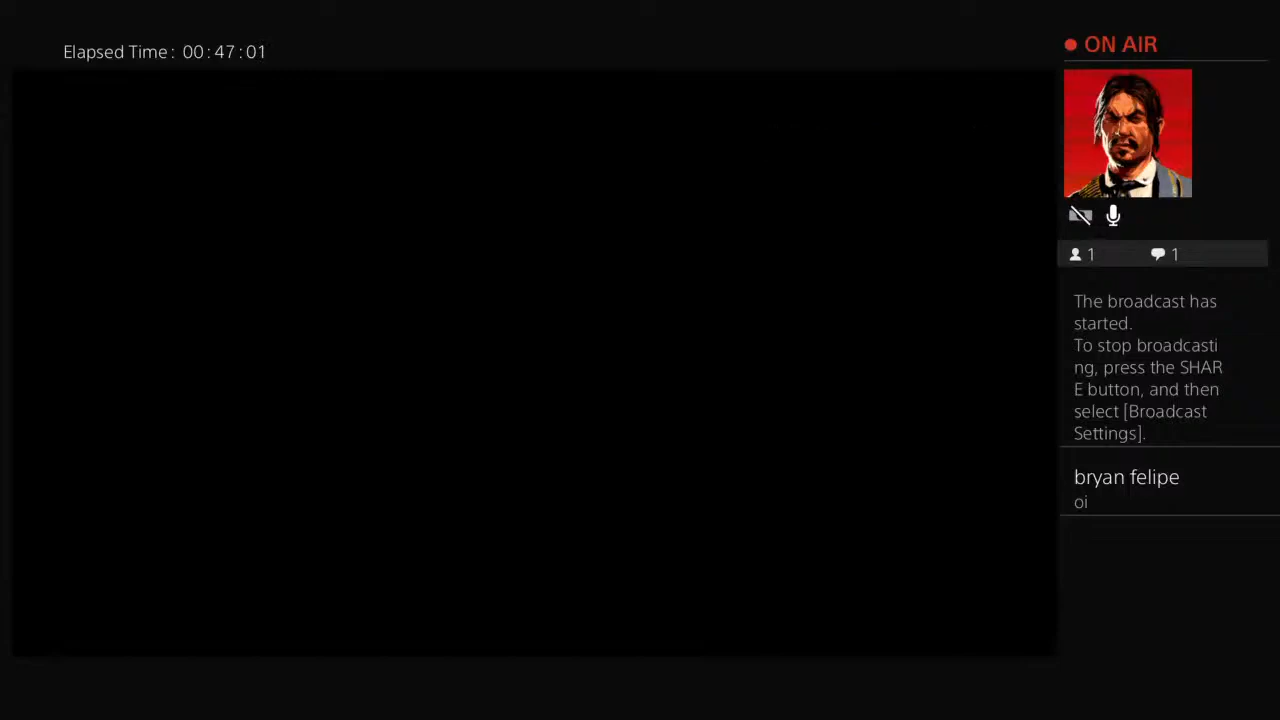 Elapsed Time: 00:47:01
ON AIR
1 1
The broadcast has
started.
To stop broadcasti
ng, press the SHAR
E button, and then
select [Broadcast
Settings].
bryan felipe
oi